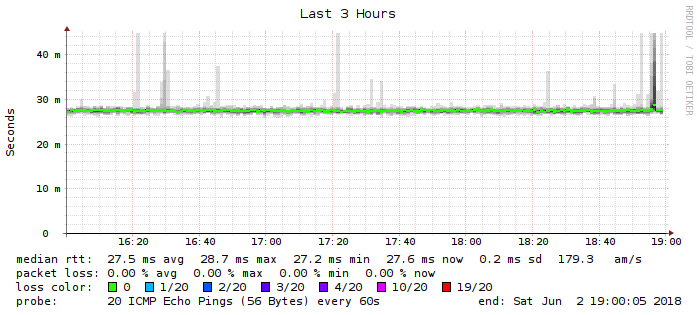 Last 3 Hours
RRDTOOL / TOBI OETIKER
Seconds
40 m
30 m
20 m
10 m
0
16:20 16:40 17:00 17:20 17:40 18:00 18:20 18:40 19:00
median rtt: 27.5 ms avg 28.7 ms max 27.2 ms min 27.6 ms now 0.2 ms sd 179.3 am/s
packet loss: 0.00 % avg 0.00 % max 0.00 % min 0.00 % now
loss color: 0 1/20 2/20 3/20 4/20 10/20 19/20
probe: 20 ICMP Echo Pings (56 Bytes) every 60s end: Sat Jun 2 19:00:05 2018